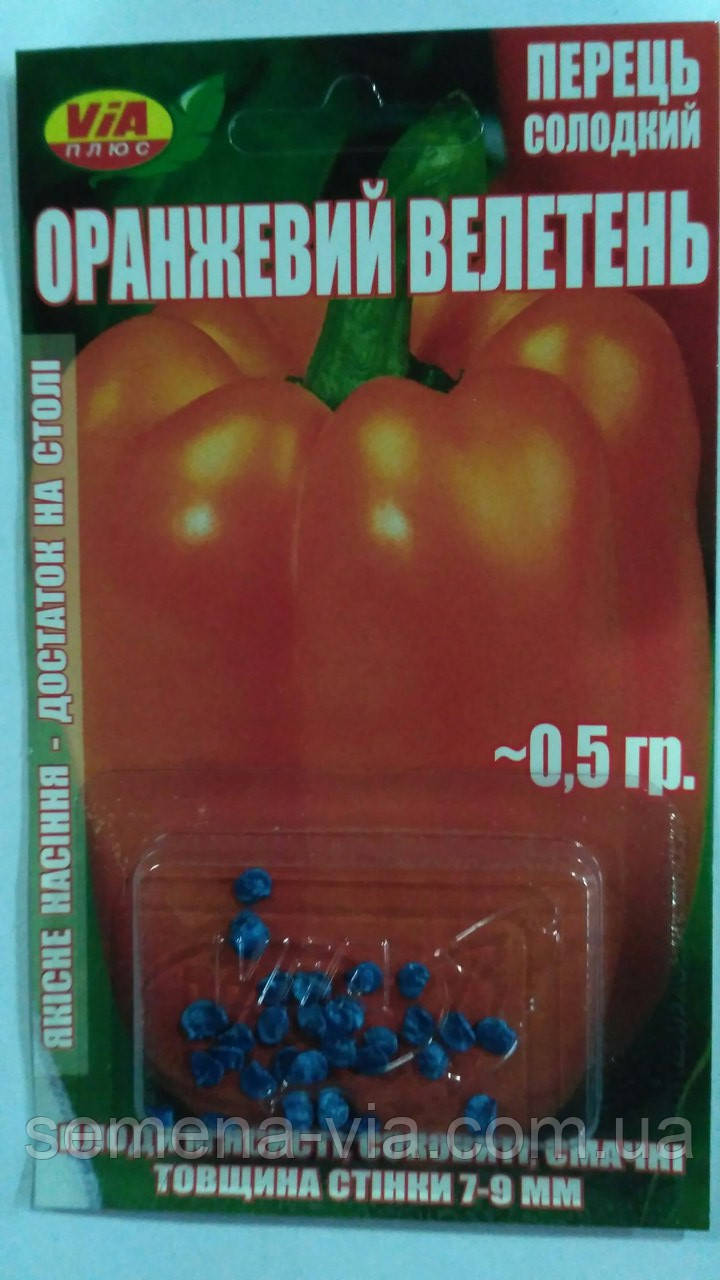 ViA
ПЛЮС
ПЕРЕЦЬ
СОЛОДКИЙ
ОРАНЖЕВИЙ ВЕЛЕТЕНЬ
ЯКІСНЕ НАСІННЯ - ДОСТАТОК НА СТОЛІ
~0,5 гр.
semena-via.com.ua
СМАЧНІ
ТОВЩИНА СТІНКИ 7-9 ММ